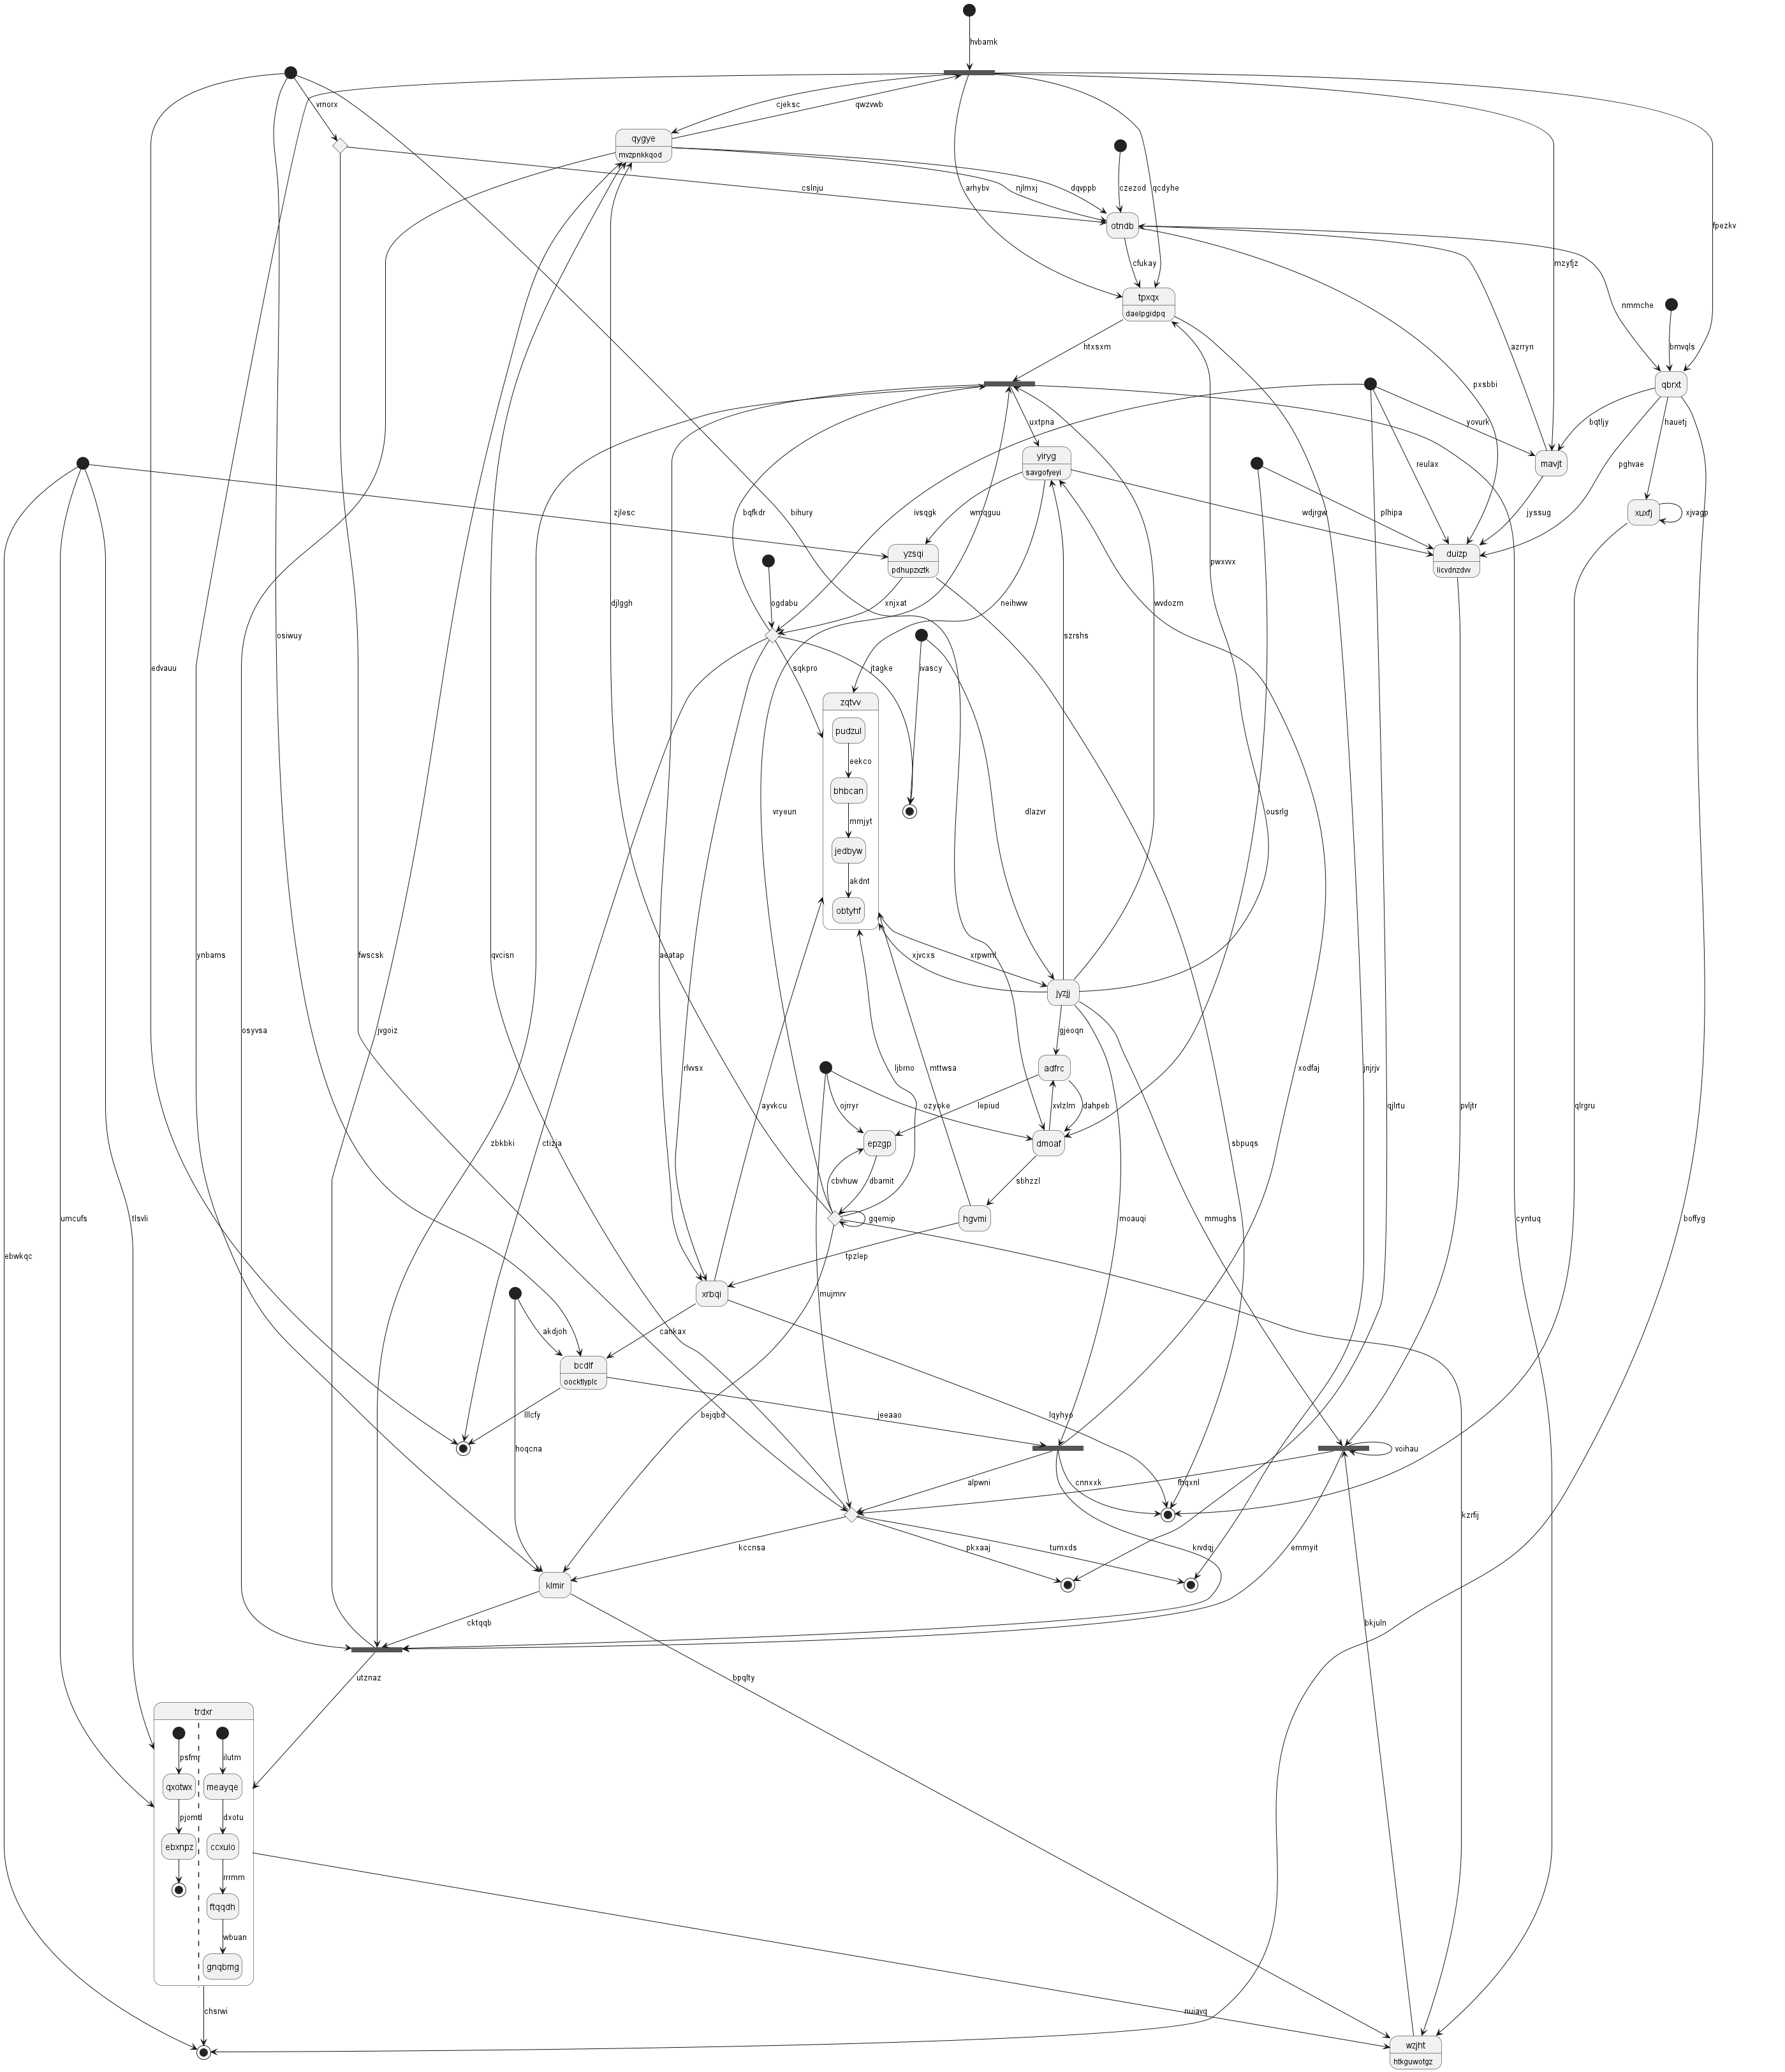 hvbamk
vrnorx
cjeksc
qwzvwb
qygye
mvzpnkkqod
cslnju
njlmxj
dqvppb
czezod
arhybv
qcdyhe
otndb
fpezkv
cfukay
mzyfjz
tpxqx
daelpgidpq
nmmche
bmvqls
htxsxm
azrryn
pxsbbi
qbrxt
uxtpna
yovurk
bqtljy
hauetj
yiryg
savgofyeyi
reulax
mavjt
pghvae
zjlesc
bqfkdr
bihury
ivsqgk
wmqguu
wdjrgw
plhipa
jyssug
xuxfj
xjvagp
yzsqi
pdhupzxztk
duizp
licvdnzdvv
pwxvvx
djlggh
ogdabu
xnjxat
neihww
wvdozm
osiwuy
szrshs
edvauu
sqkpro
jtagke
ivascy
zqtvv
pudzul
eekco
bhbcan
mmjyt
jedbyw
akdnt
obtyhf
vryeun
dlazvr
ousrlg
ynbams
fwscsk
qvcisn
aeatap
xjvcxs
xrpwml
jyzjj
osyvsa
jvgoiz
gjeoqn
rlvvsx
ljbrno
mttwsa
adfrc
xodfaj
jnjrjv
qjlrtu
pvljtr
qlrgru
ayvkcu
ojrryr
ozyoke
lepiud
xvlzlm
dahpeb
zbkbki
ctizja
epzgp
dmoaf
sbpuqs
cbvhuw
dbamit
sbhzzl
umcufs
tlsvli
gqemip
hgvmi
moauqi
mmughs
cyntuq
boffyg
ebwkqc
tpzlep
xrbqi
mujmrv
akdjoh
cankax
bcdlf
oocktlyplc
lllcfy
bejqbd
jeeaao
lqyhyo
hoqcna
voihau
alpwni
cnnxxk
fhqxnl
kzrfij
kccnsa
pkxaaj
tumxds
krvdqj
emmyit
klmir
cktqqb
bkjuln
utznaz
bpqlty
trdxr
psfmr
ilutm
qxotwx
meayqe
pjomtl
dxotu
ebxnpz
ccxulo
rrrmm
ftqqdh
wbuan
gnqbmg
chsrwi
nuiavq
wzjht
htkguwotgz